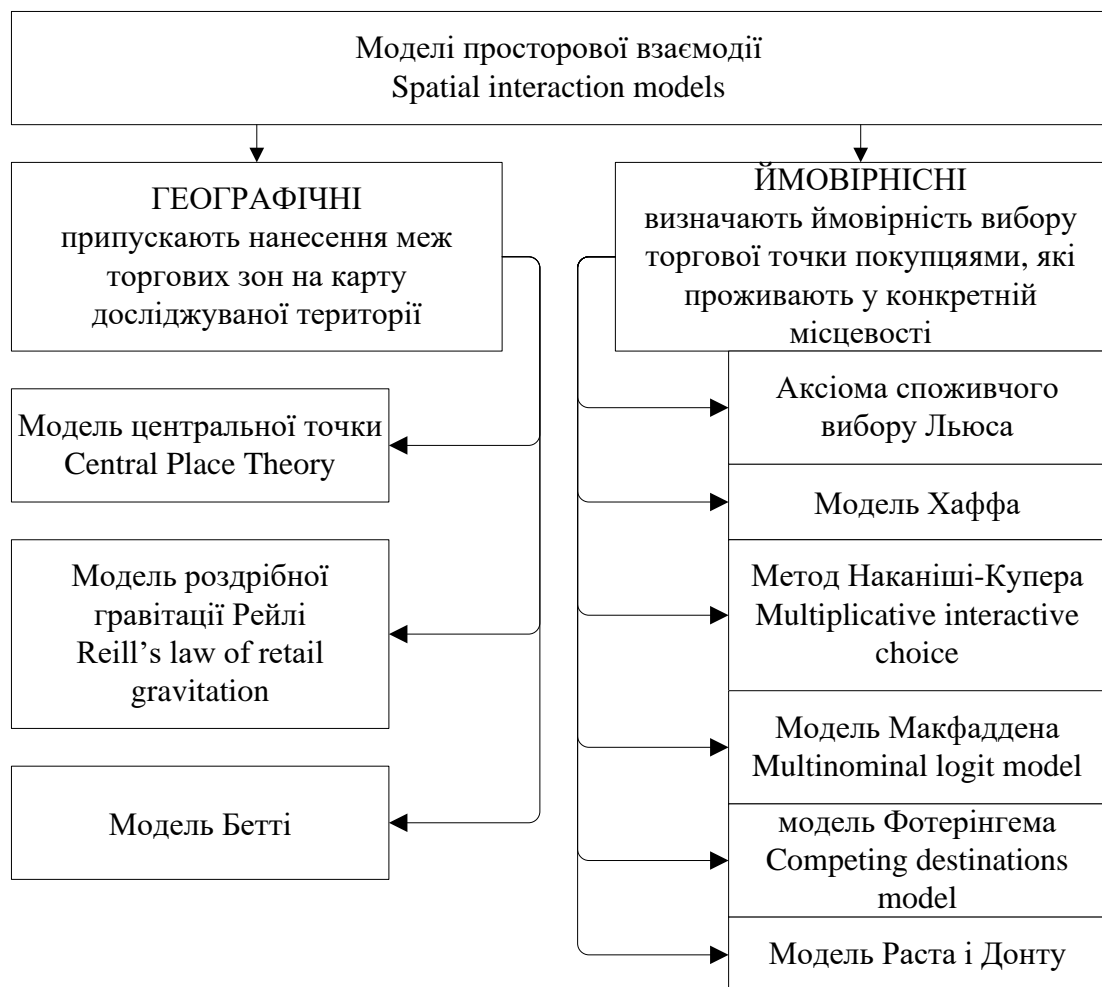 Моделі просторової взаємодії
Spatial interaction models
ГЕОГРАФІЧНІ
припускають нанесення меж
торгових зон на карту
досліджуваної території
Модель центральної точки
Central Place Theory
Модель роздрібної
гравітації Рейлі
Reill’s law of retail
gravitation
Модель Бетті
ЙМОВІРНІСНІ
визначають ймовірність вибору
торгової точки покупцяами, які
проживають у конкретній
місцевості
Аксіома споживчого
вибору Льюса
Модель Хаффа
Метод Наканіші-Купера
Multiplicative interactive
choice
Модель Макфаддена
Multinominal logit model
модель Фотерінгема
Competing destinations
model
Модель Раста і Донту